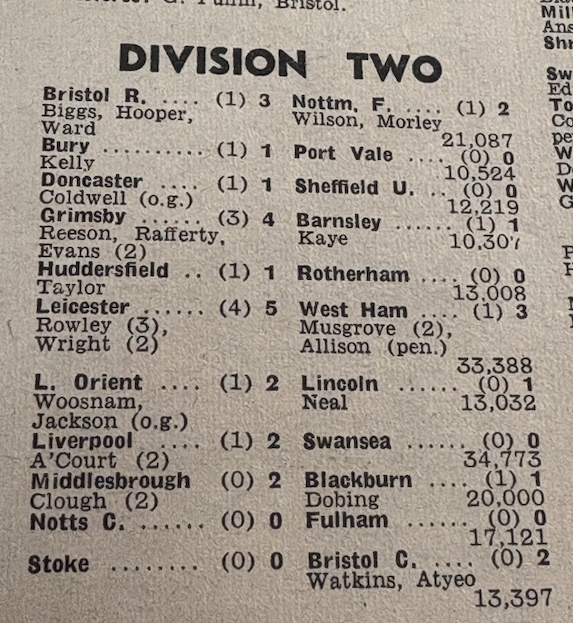 Bristol.
DIVISION TWO
Bristol R. .... (1) 3 Nottm. F. .... (1) 2
Biggs, Hooper, Wilson, Morley
Ward 21,087
Bury .......... (1) 1 Port Vale .... (0) 0
Kelly 10,524
Doncaster .... (1) 1 Sheffield U. .. (0) 0
Coldwell (o.g.) 12,219
Grimsby ...... (3) 4 Barnsley ...... (1) 1
Reeson, Rafferty, Kaye 10,307
Evans (2)
Huddersfield .. (1) 1 Rotherham .... (0) 0
Taylor 13,008
Leicester ...... (4) 5 West Ham .... (1) 3
Rowley (3), Musgrove (2),
Wright (2) Allison (pen.)
33,388
L. Orient .... (1) 2 Lincoln ...... (0) 1
Woosnam, Neal 13,032
Jackson (o.g.)
Liverpool .... (1) 2 Swansea ...... (0) 0
A'Court (2) 34,773
Middlesbrough (0) 2 Blackburn .... (1) 1
Clough (2) Dobing 20,000
Notts C. ...... (0) 0 Fulham ...... (0) 0
17,121
Stoke ........ (0) 0 Bristol C. .... (0) 2
Watkins, Atyeo
13,397